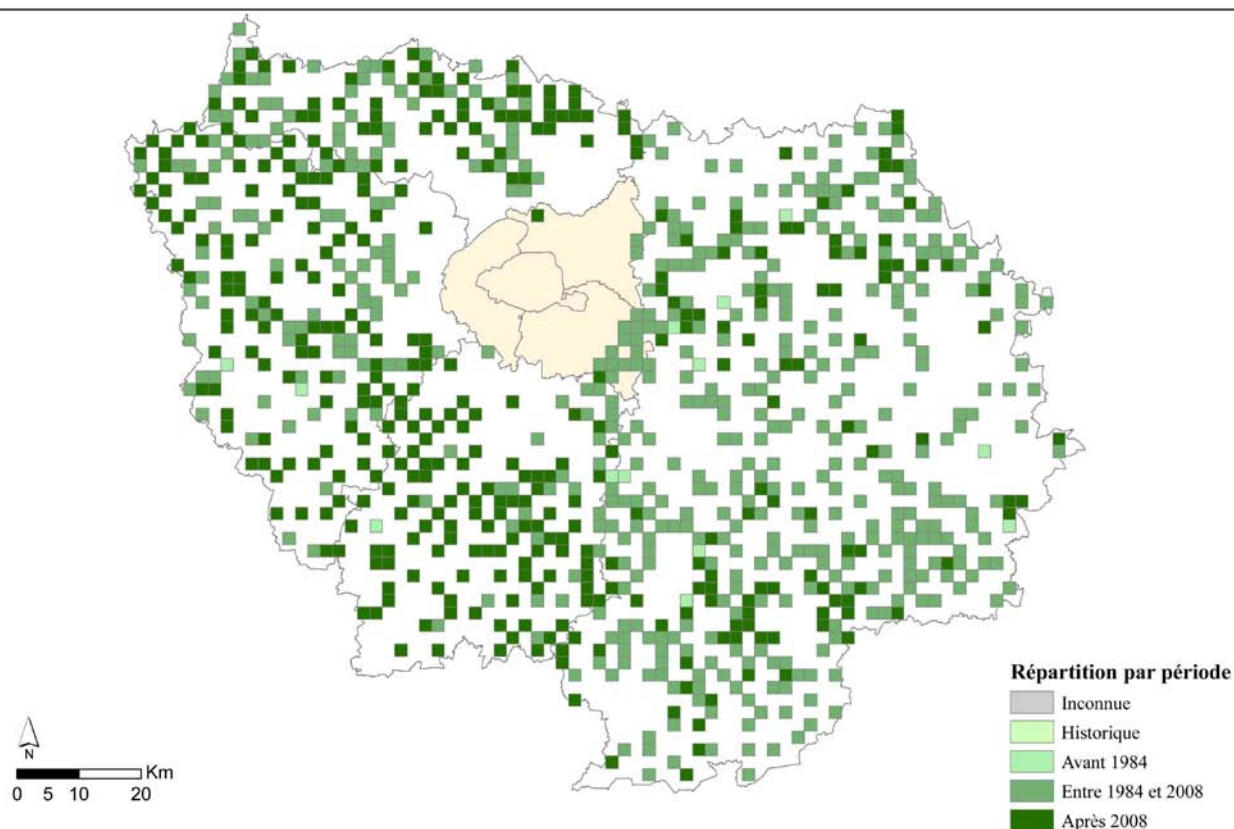 Répartition par période
Inconnue
Historique
Avant 1984
Entre 1984 et 2008
Après 2008
N
Km
0 5 10 20